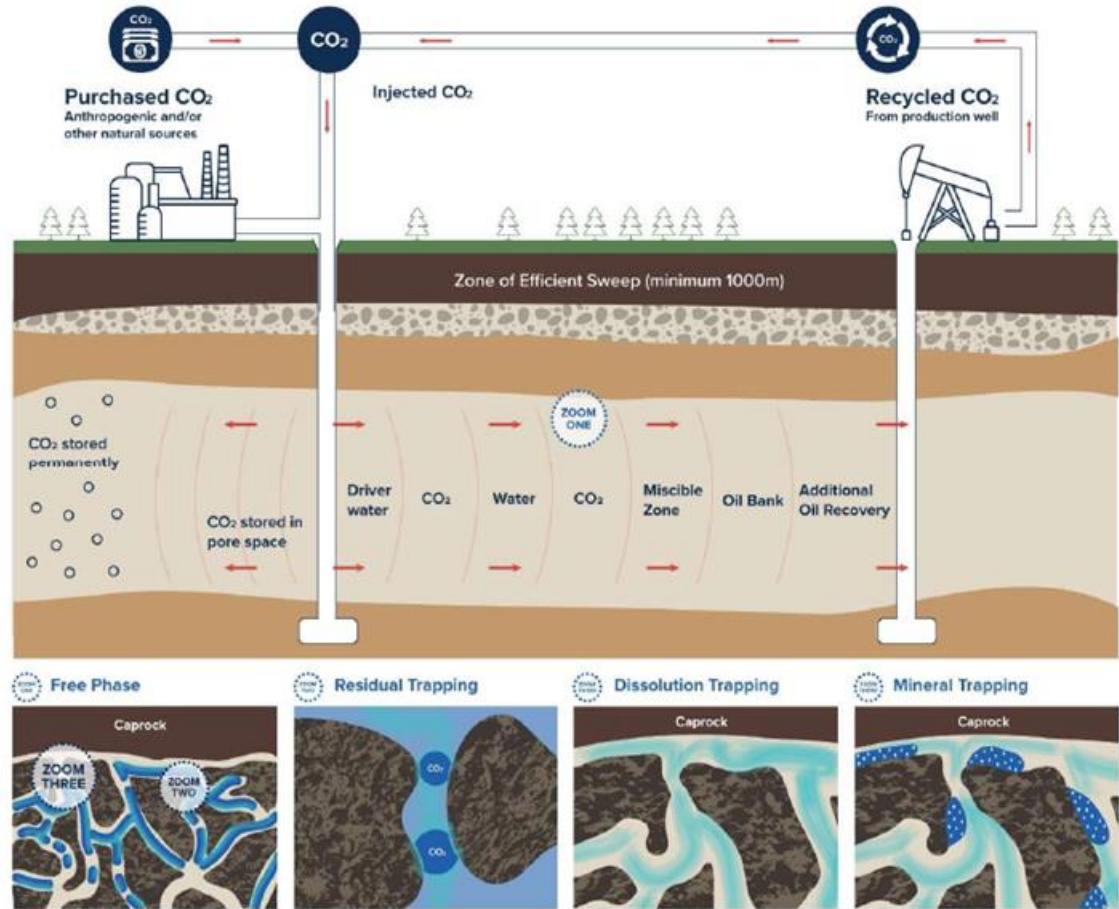 CO₂
CO₂
CO₂
Purchased CO₂
Anthropogenic and/or
other natural sources
Injected CO₂
Recycled CO₂
From production well
Zone of Efficient Sweep (minimum 1000m)
ZOOM
ONE
CO₂ stored
permanently
CO₂ stored in
pore space
Driver
water
CO₂
Water
CO₂
Miscible
Zone
Oil Bank
Additional
Oil Recovery
Free Phase
Residual Trapping
Dissolution Trapping
Mineral Trapping
Caprock
ZOOM
THREE
ZOOM
TWO
CO₂
CO₂
Caprock
Caprock